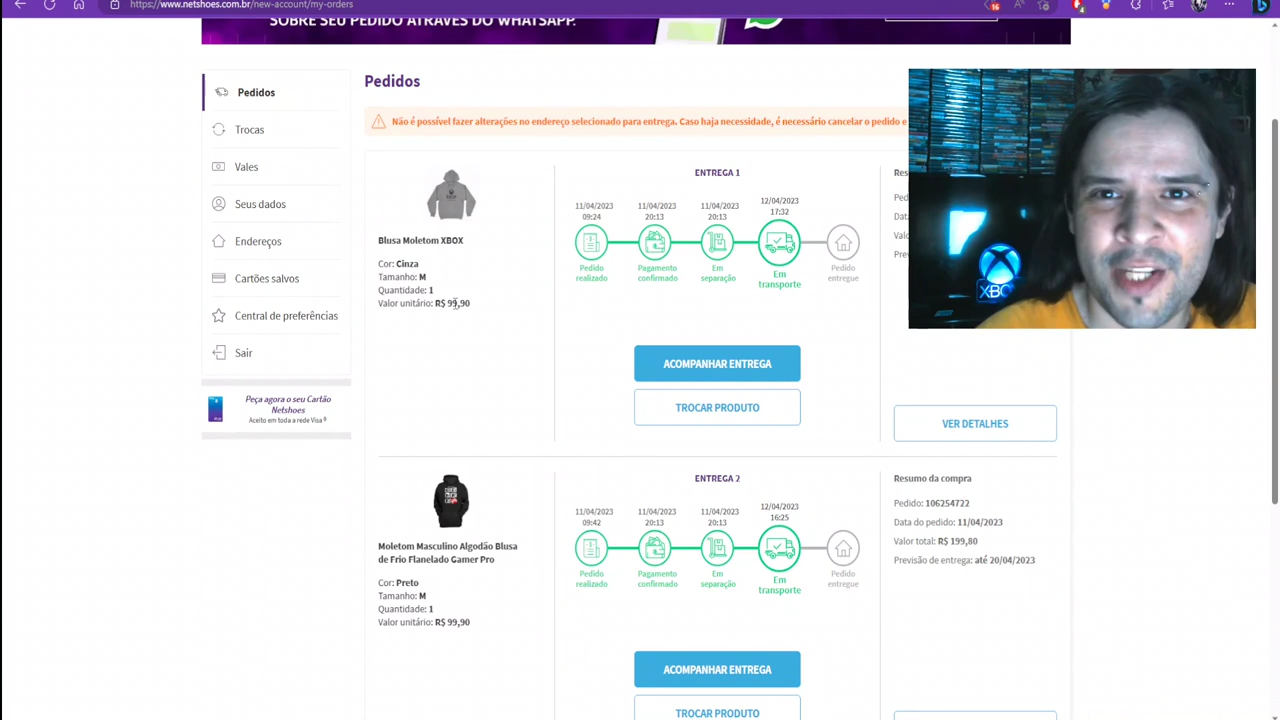 https://www.netshoes.com.br/new-account/my-orders
16
SOBRE SEU PEDIDO ATRAVÉS DO WHATSAPP.
Pedidos
Trocas
Vales
Seus dados
Endereços
Cartões salvos
Central de preferências
Sair
Peça agora o seu Cartão
Netshoes
Aceito em toda a rede Visa
Pedidos
Não é possível fazer alterações no endereço selecionado para entrega. Caso haja necessidade, é necessário cancelar o pedido e
Blusa Moletom XBOX
Cor: Cinza
Tamanho: M
Quantidade: 1
Valor unitário: R$ 99,90
ENTREGA 1
11/04/2023
09:24
Pedido
realizado
11/04/2023
20:13
Pagamento
confirmado
11/04/2023
20:13
Em
separação
12/04/2023
17:32
Em
transporte
Pedido
entregue
ACOMPANHAR ENTREGA
TROCAR PRODUTO
Res
Ped
Dat
Valo
Prev
XBO
VER DETALHES
Moletom Masculino Algodão Blusa
de Frio Flanelado Gamer Pro
Cor: Preto
Tamanho: M
Quantidade: 1
Valor unitário: R$ 99,90
ENTREGA 2
11/04/2023
09:42
Pedido
realizado
11/04/2023
20:13
Pagamento
confirmado
11/04/2023
20:13
Em
separação
12/04/2023
16:25
Em
transporte
Pedido
entregue
ACOMPANHAR ENTREGA
TROCAR PRODUTO
Resumo da compra
Pedido: 106254722
Data do pedido: 11/04/2023
Valor total: R$ 199,80
Previsão de entrega: até 20/04/2023